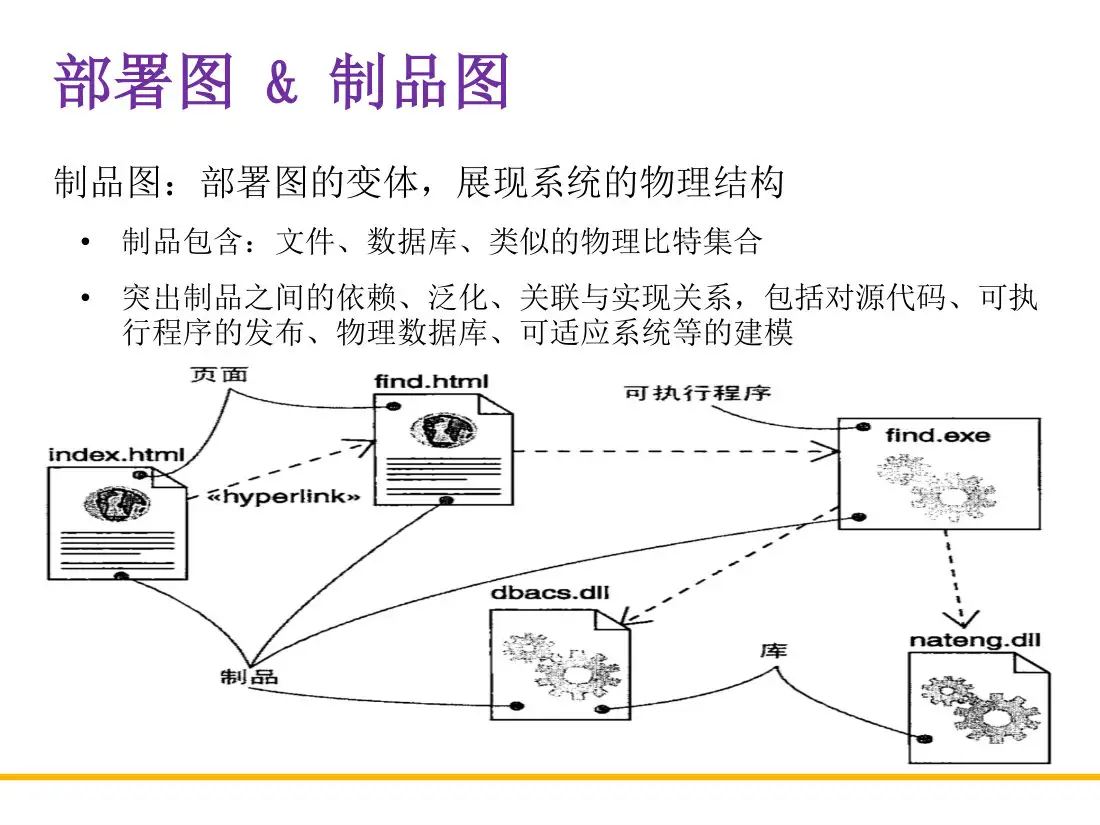 部署图 & 制品图
制品图：部署图的变体，展现系统的物理结构
• 制品包含：文件、数据库、类似的物理比特集合
• 突出制品之间的依赖、泛化、关联与实现关系，包括对源代码、可执
行程序的发布、物理数据库、可适应系统等的建模
页面
find.html
可执行程序
find.exe
index.html
«hyperlink»
dbacs.dll
nateng.dll
库
制品